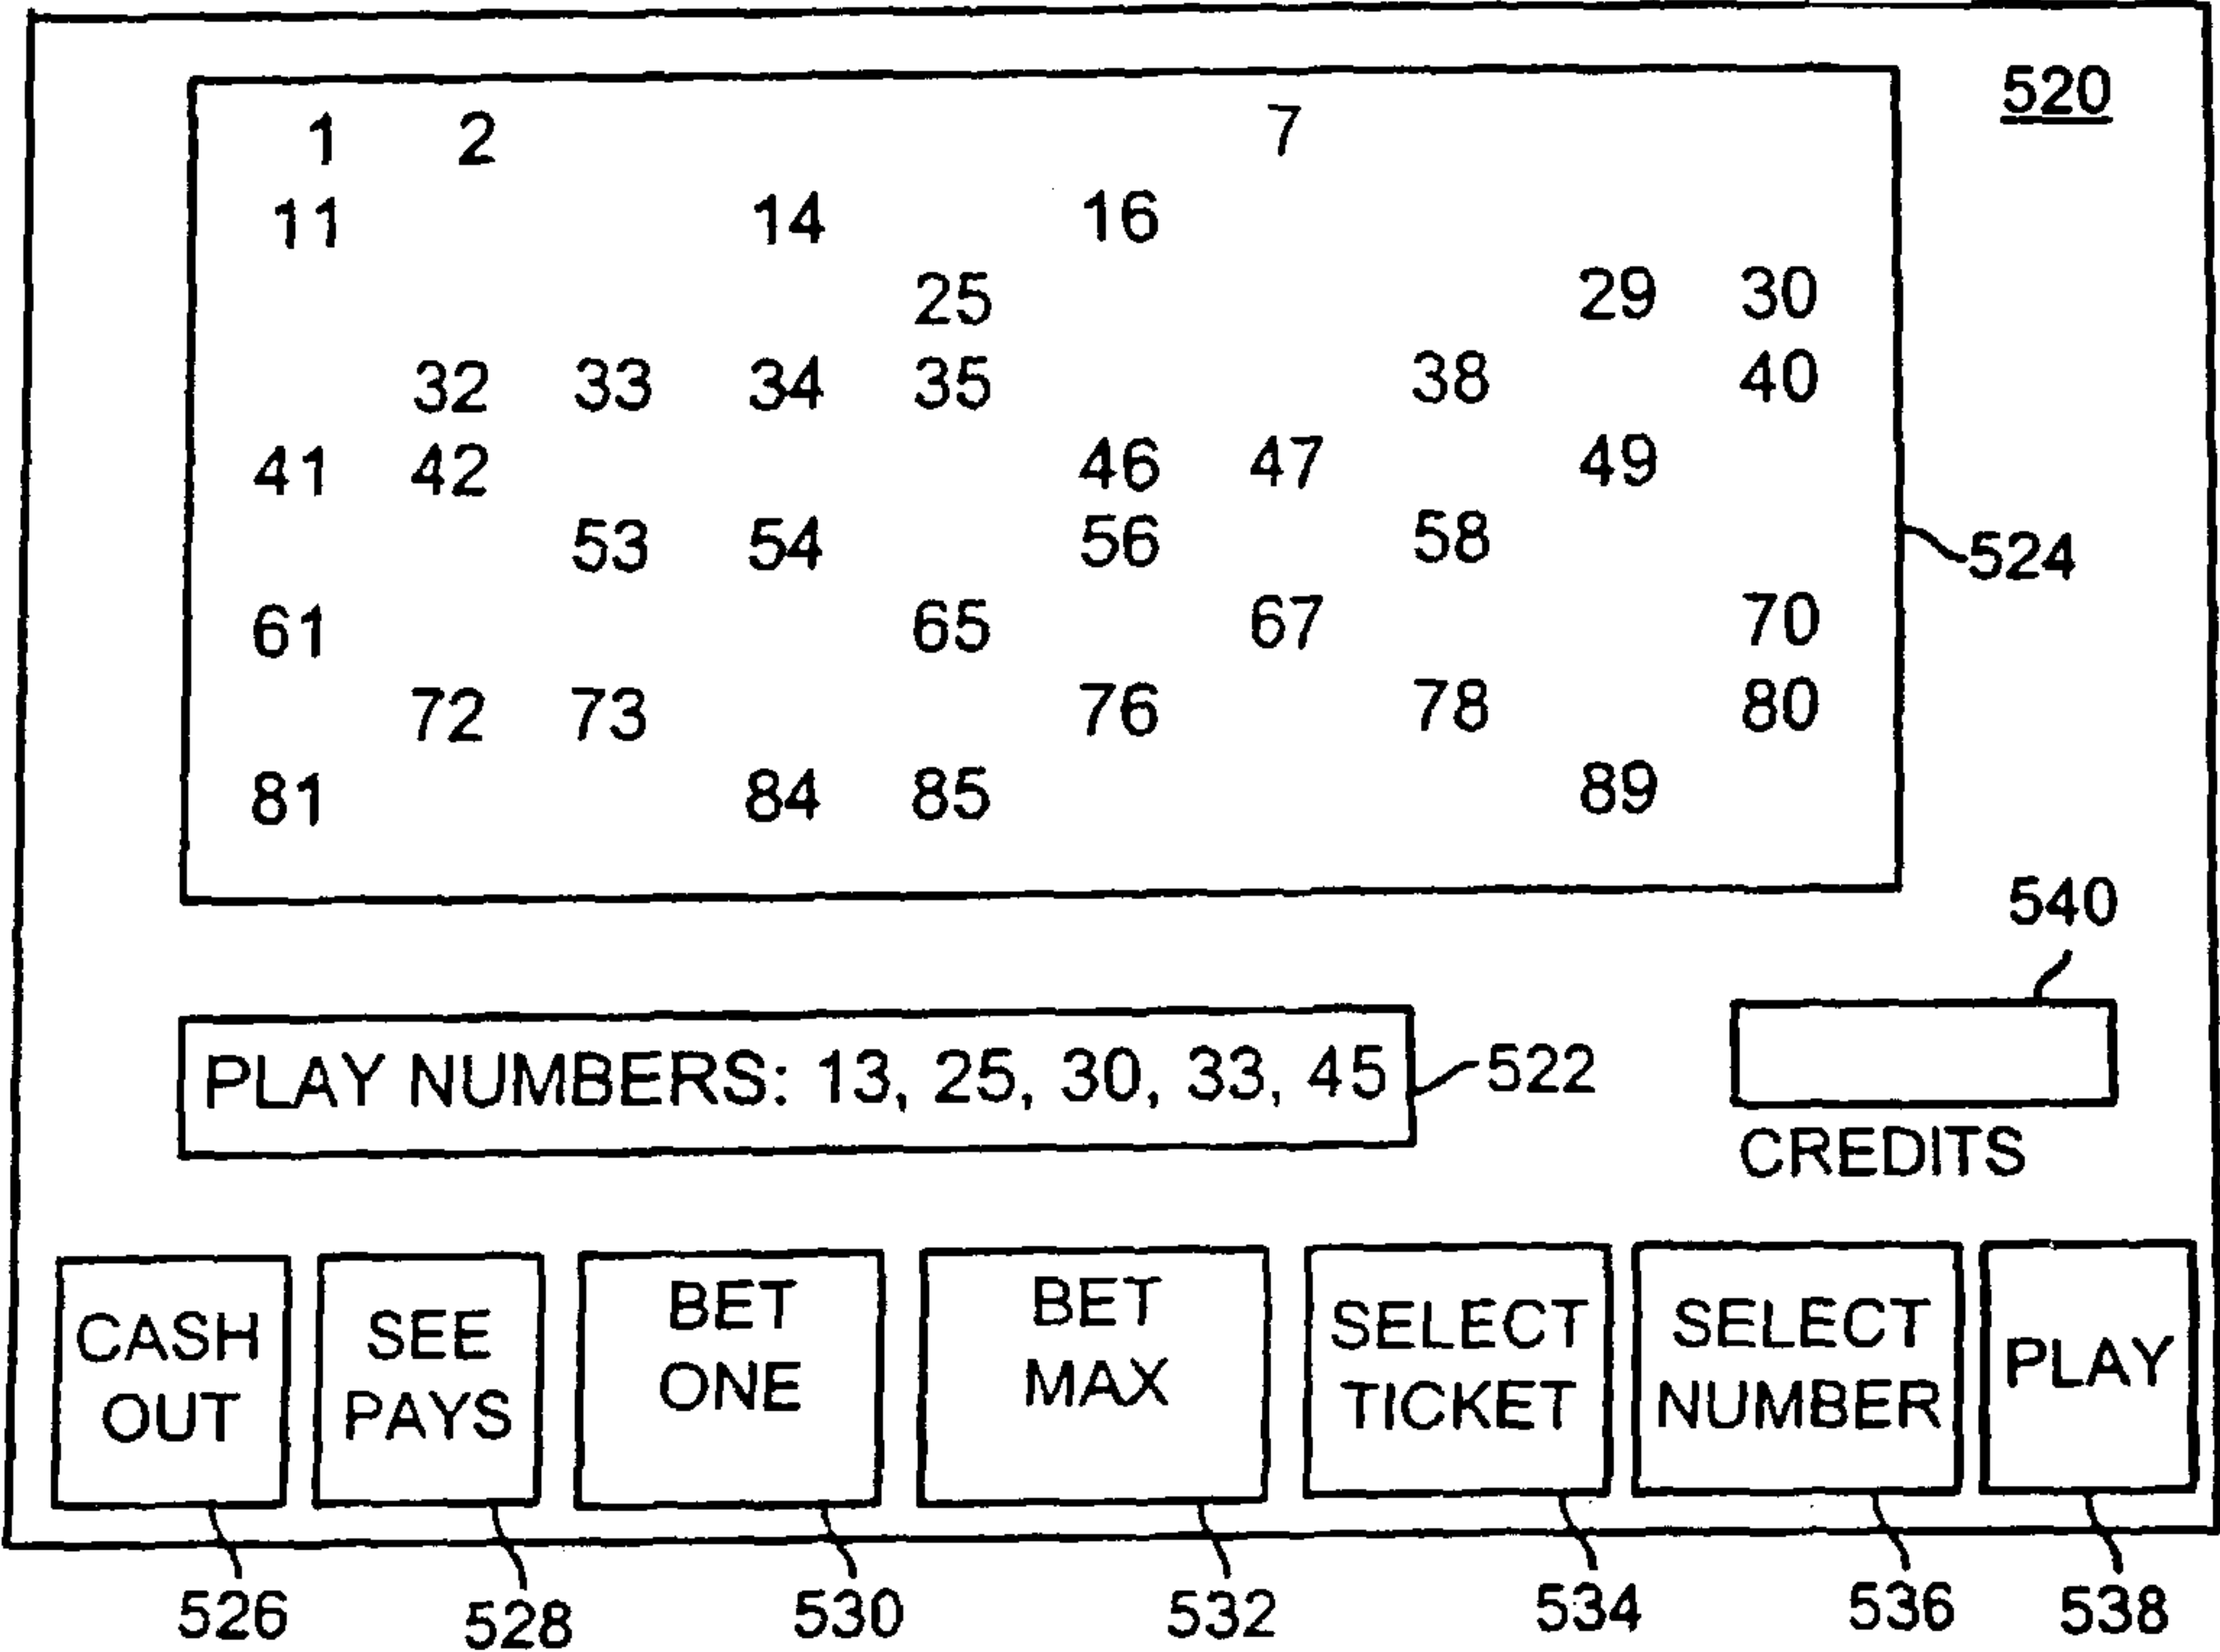 520
1 2 7
11 14 16
25 29 30
32 33 34 35 38 40
41 42 46 47 49
53 54 56 58
524
61 65 67 70
72 73 76 78 80
81 84 85 89
540
PLAY NUMBERS: 13, 25, 30, 33, 45
522
CREDITS
CASH OUT
SEE PAYS
BET ONE
BET MAX
SELECT TICKET
SELECT NUMBER
PLAY
526 528 530 532 534 536 538